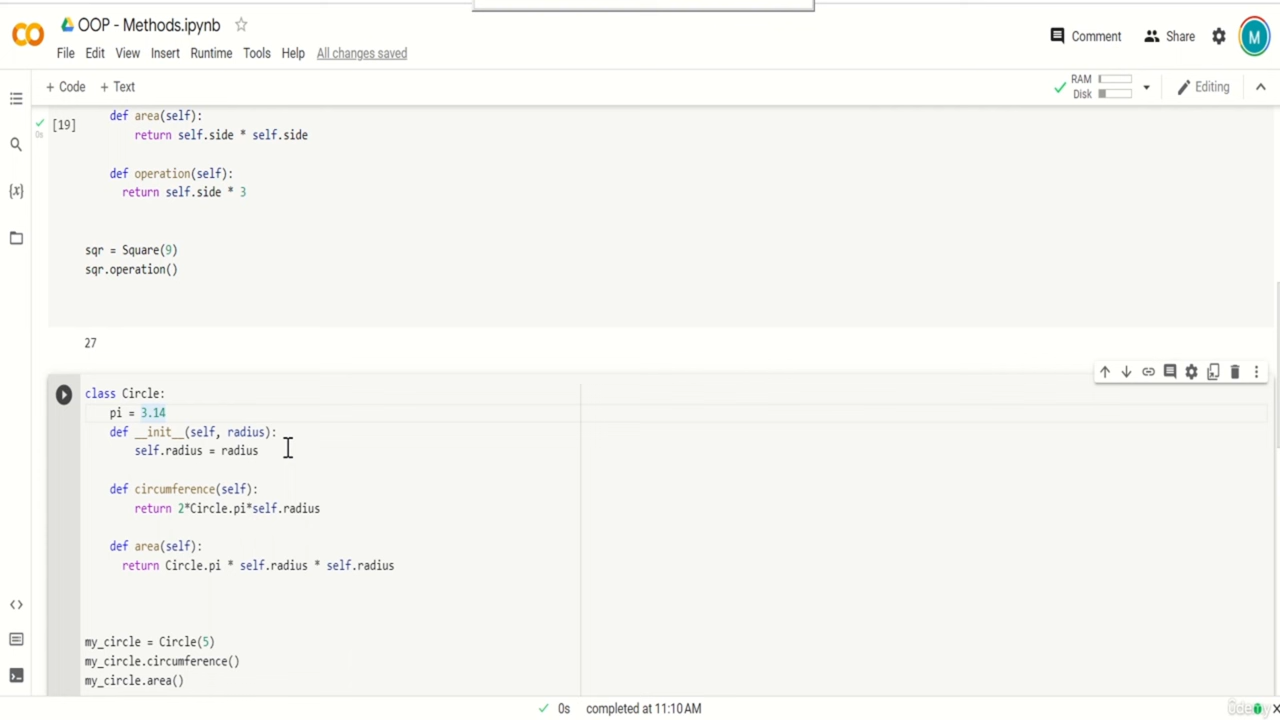 OOP - Methods.ipynb
File Edit View Insert Runtime Tools Help All changes saved
Comment Share M
+ Code + Text
RAM
Disk
Editing
[19]
0s
def area(self):
return self.side * self.side
def operation(self):
return self.side * 3
sqr = Square(9)
sqr.operation()
27
class Circle:
pi = 3.14
def __init__(self, radius):
self.radius = radius
def circumference(self):
return 2*Circle.pi*self.radius
def area(self):
return Circle.pi * self.radius * self.radius
my_circle = Circle(5)
my_circle.circumference()
my_circle.area()
0s completed at 11:10 AM